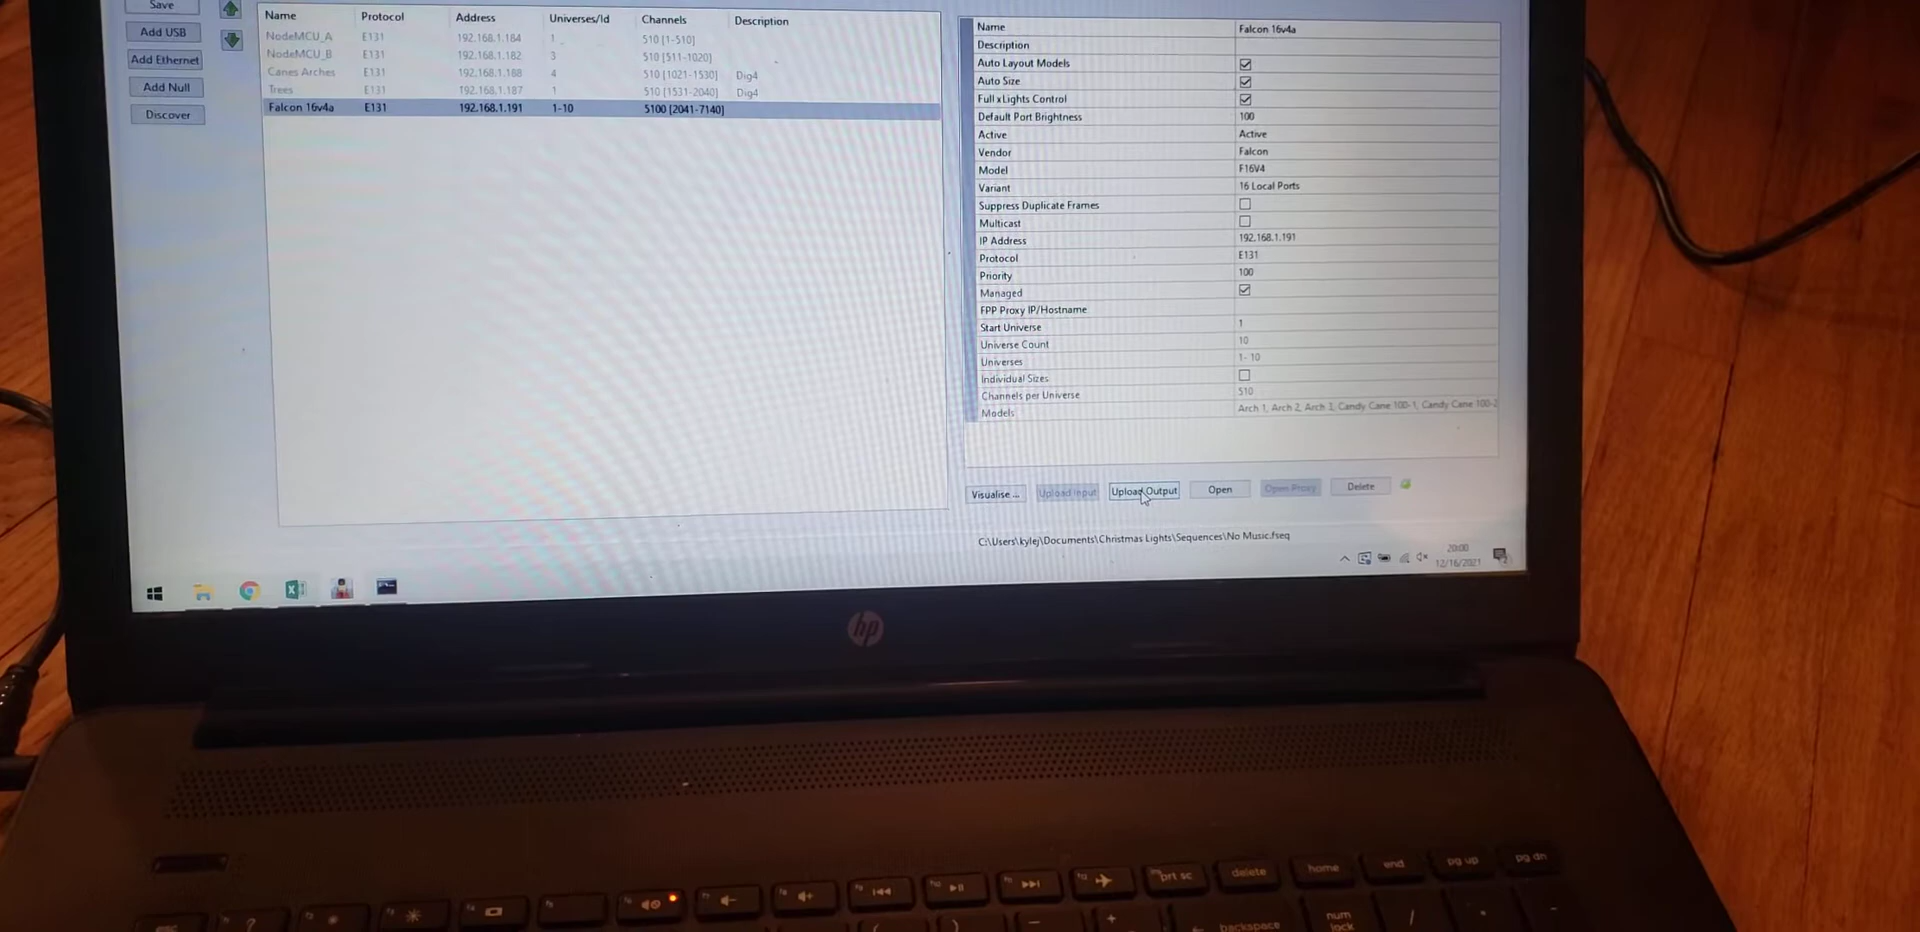 Save
Add USB
Add Ethernet
Add Null
Discover
Name Protocol Address Universes/Id Channels Description
NodeMCU_A E131 192.168.1.184 1 510 [1-510]
NodeMCU_B E131 192.168.1.182 3 510 [511-1020]
Canes Arches E131 192.168.1.188 4 510 [1021-1530] Dig4
Trees E131 192.168.1.187 1 510 [1531-2040] Dig4
Falcon 16v4a E131 192.168.1.191 1-10 5100 [2041-7140]
Name Falcon 16v4a
Description
Auto Layout Models
Auto Size
Full xLights Control
Default Port Brightness 100
Active Active
Vendor Falcon
Model F16V4
Variant 16 Local Ports
Suppress Duplicate Frames
Multicast
IP Address 192.168.1.191
Protocol E131
Priority 100
Managed
FPP Proxy IP/Hostname
Start Universe 1
Universe Count 10
Universes 1- 10
Individual Sizes
Channels per Universe 510
Models Arch 1, Arch 2, Arch 3, Candy Cane 100-1, Candy Cane 100-2
Visualise ... Upload Input Upload Output Open Open Proxy Delete
C:\Users\kylej\Documents\Christmas Lights\Sequences\No Music.fseq
20:00
12/16/2021
hp
prt sc delete home end pg up pg dn
esc ? backspace num lock /